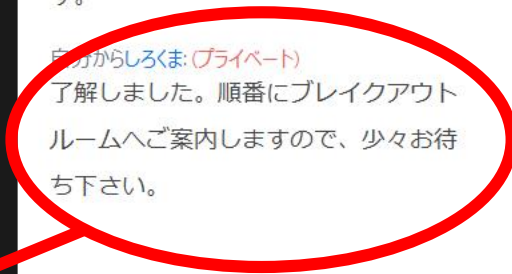 す。
自分からしろくま:(プライベート)
了解しました。順番にブレイクアウト
ルームへご案内しますので、少々お待
ち下さい。